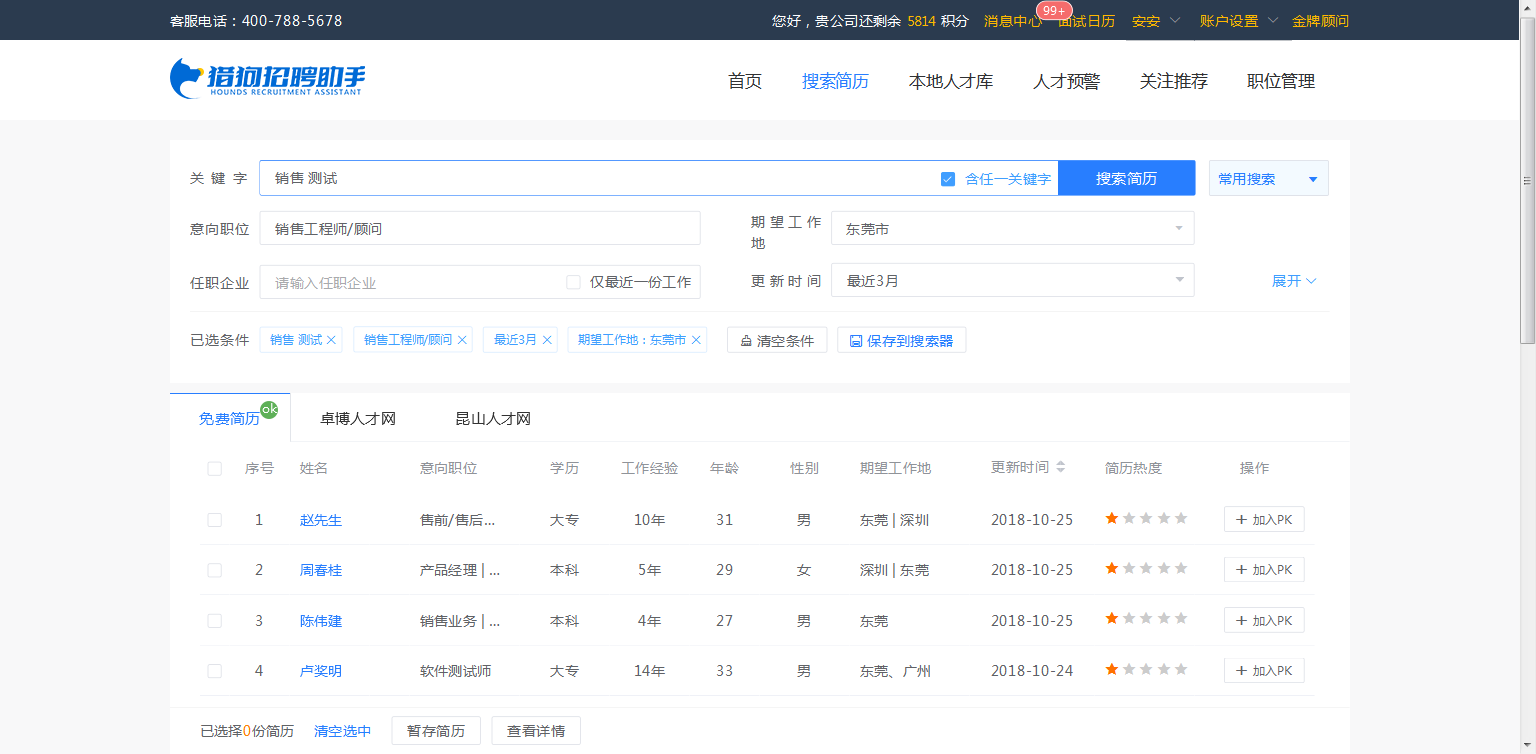 客服电话：400-788-5678
您好，贵公司还剩余 5814 积分 消息中心 99+ 面试日历 安安 账户设置 金牌顾问
猎狗招聘助手
HOUNDS RECRUITMENT ASSISTANT
首页 搜索简历 本地人才库 人才预警 关注推荐 职位管理
关 键 字 销售 测试 含任一关键字 搜索简历 常用搜索
意向职位 销售工程师/顾问 期 望 工 作
地 东莞市
任职企业 请输入任职企业 仅最近一份工作 更 新 时 间 最近3月 展开
已选条件 销售 测试 × 销售工程师/顾问 × 最近3月 × 期望工作地：东莞市 × 清空条件 保存到搜索器
免费简历 ok 卓博人才网 昆山人才网
序号 姓名 意向职位 学历 工作经验 年龄 性别 期望工作地 更新时间 简历热度 操作
1 赵先生 售前/售后... 大专 10年 31 男 东莞 | 深圳 2018-10-25 + 加入PK
2 周春桂 产品经理 | ... 本科 5年 29 女 深圳 | 东莞 2018-10-25 + 加入PK
3 陈伟建 销售业务 | ... 本科 4年 27 男 东莞 2018-10-25 + 加入PK
4 卢奖明 软件测试师 大专 14年 33 男 东莞、广州 2018-10-24 + 加入PK
已选择0份简历 清空选中 暂存简历 查看详情